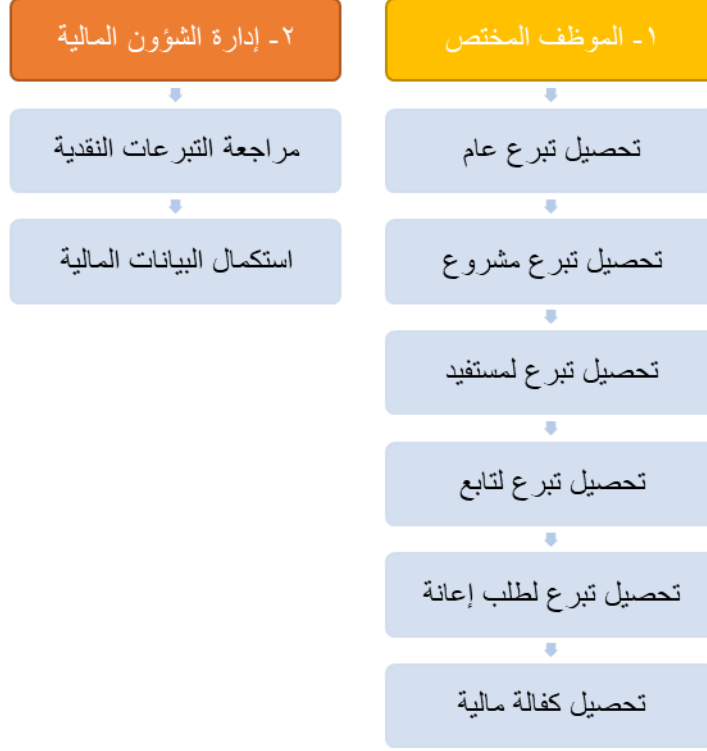 ١- الموظف المختص
تحصيل تبرع عام
تحصيل تبرع مشروع
تحصيل تبرع لمستفيد
تحصيل تبرع لتابع
تحصيل تبرع لطلب إعانة
تحصيل كفالة مالية
٢- إدارة الشؤون المالية
مراجعة التبرعات النقدية
استكمال البيانات المالية